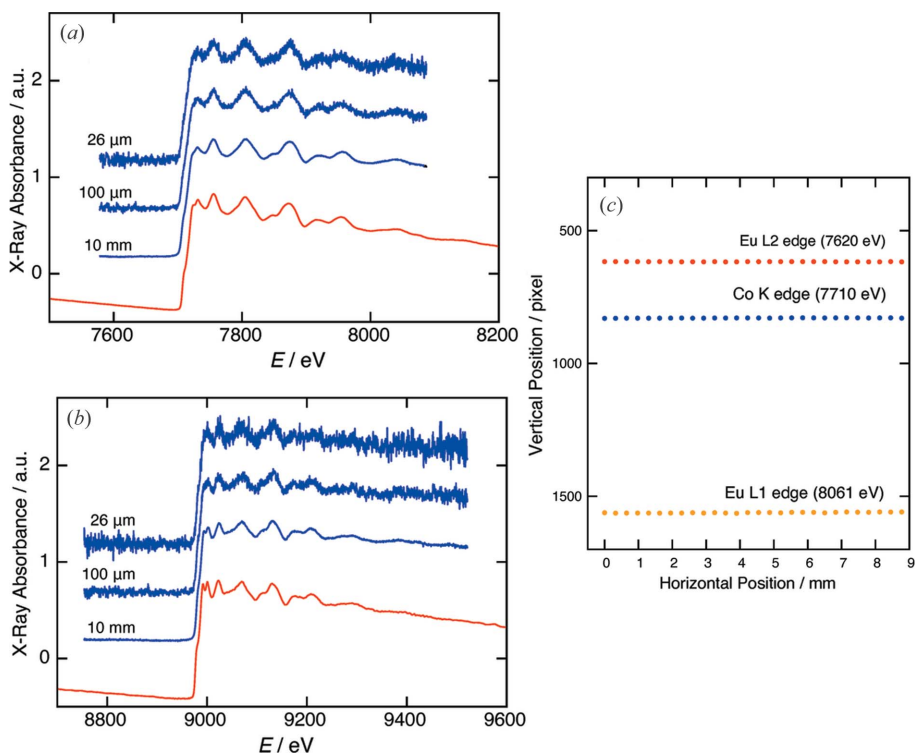 (a)
X-Ray Absorbance / a.u.
2
1
0
26 μm
100 μm
10 mm
7600
7800
8000
8200
E / eV
(b)
X-Ray Absorbance / a.u.
2
1
0
26 μm
100 μm
10 mm
8800
9000
9200
9400
9600
E / eV
(c)
Vertical Position / pixel
500
1000
1500
Eu L2 edge (7620 eV)
Co K edge (7710 eV)
Eu L1 edge (8061 eV)
0 1 2 3 4 5 6 7 8 9
Horizontal Position / mm